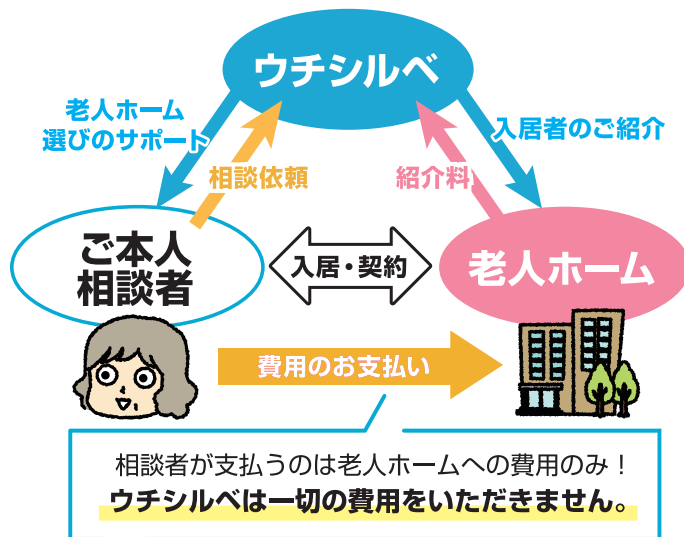 ウチシルベ
老人ホーム
選びのサポート
相談依頼
紹介料
入居者のご紹介
ご本人
相談者
入居・契約
老人ホーム
費用のお支払い
相談者が支払うのは老人ホームへの費用のみ！
ウチシルベは一切の費用をいただきません。